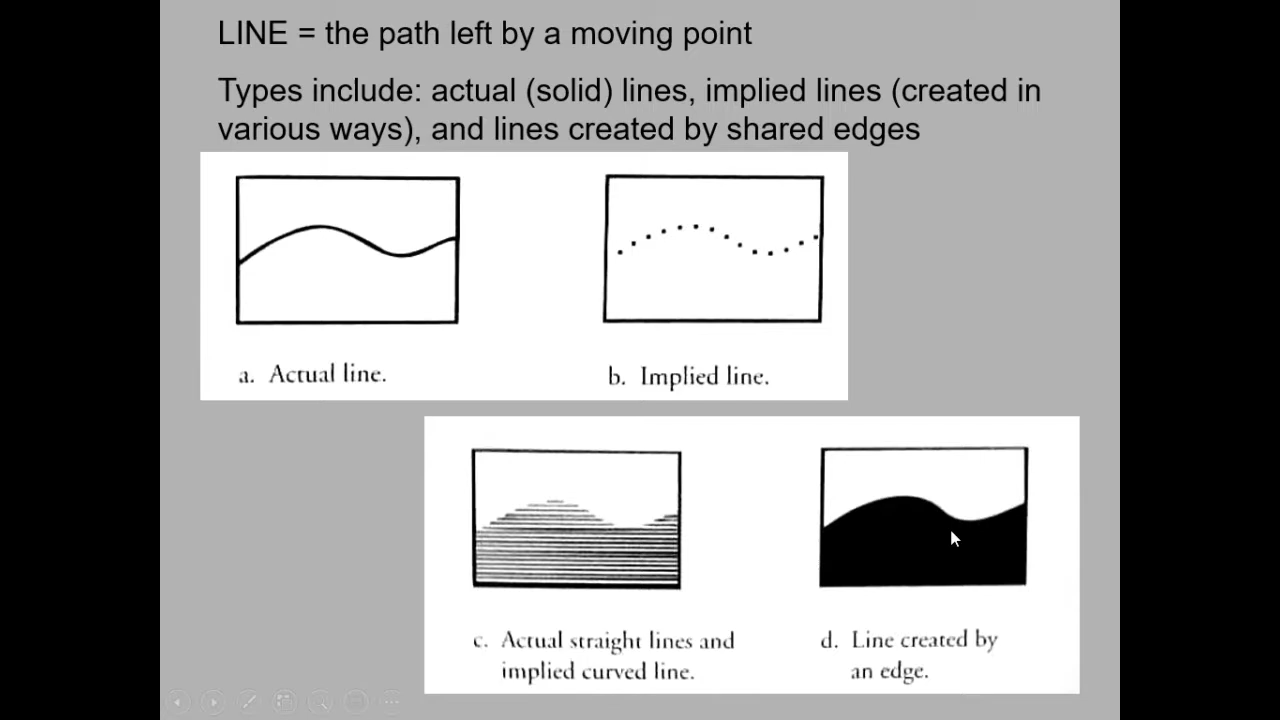 LINE = the path left by a moving point
Types include: actual (solid) lines, implied lines (created in
various ways), and lines created by shared edges
a. Actual line.
b. Implied line.
c. Actual straight lines and
implied curved line.
d. Line created by
an edge.